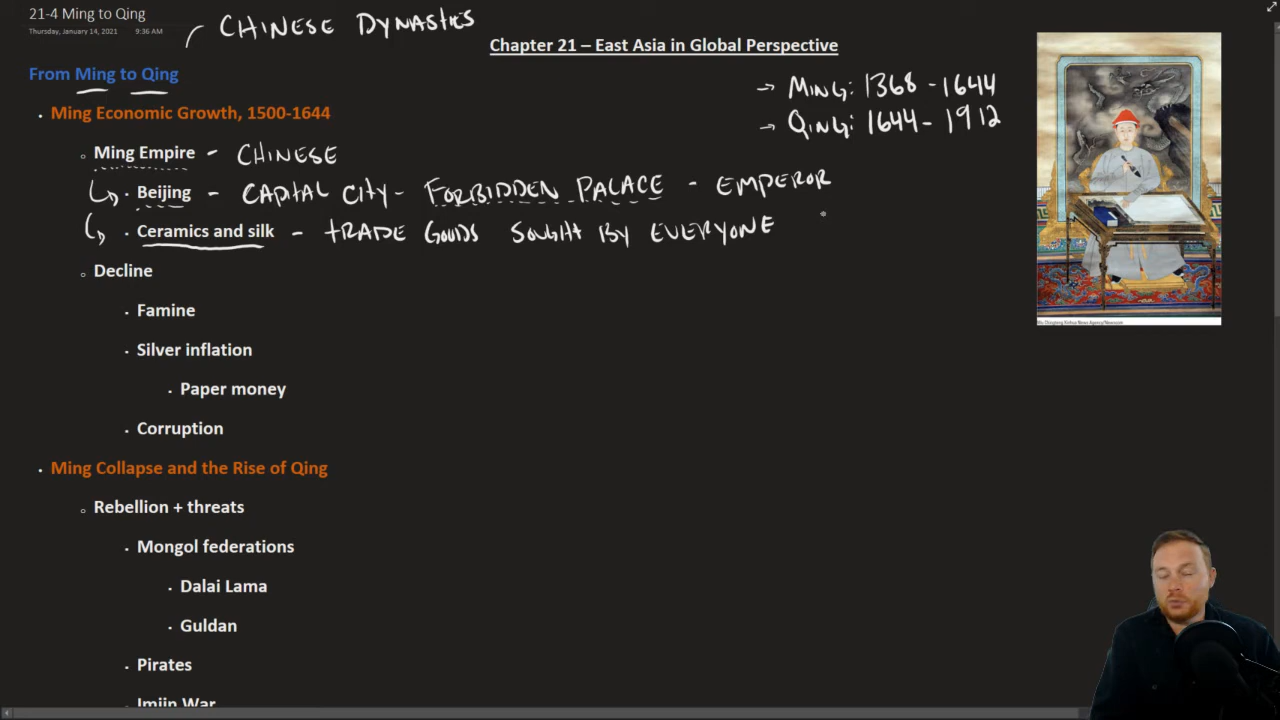 21-4 Ming to Qing
Thursday, January 14, 2021 9:36 AM
CHINESE DYNASTIES
Chapter 21 – East Asia in Global Perspective
From Ming to Qing
→ MING: 1368 - 1644
→ QING: 1644 - 1912
Ming Economic Growth, 1500-1644
Ming Empire - CHINESE
Beijing - CAPITAL CITY - FORBIDDEN PALACE - EMPEROR
Ceramics and silk - TRADE GOODS SOUGHT BY EVERYONE
Decline
Famine
Silver inflation
Paper money
Corruption
Ming Collapse and the Rise of Qing
Rebellion + threats
Mongol federations
Dalai Lama
Guldan
Pirates
Imjin War